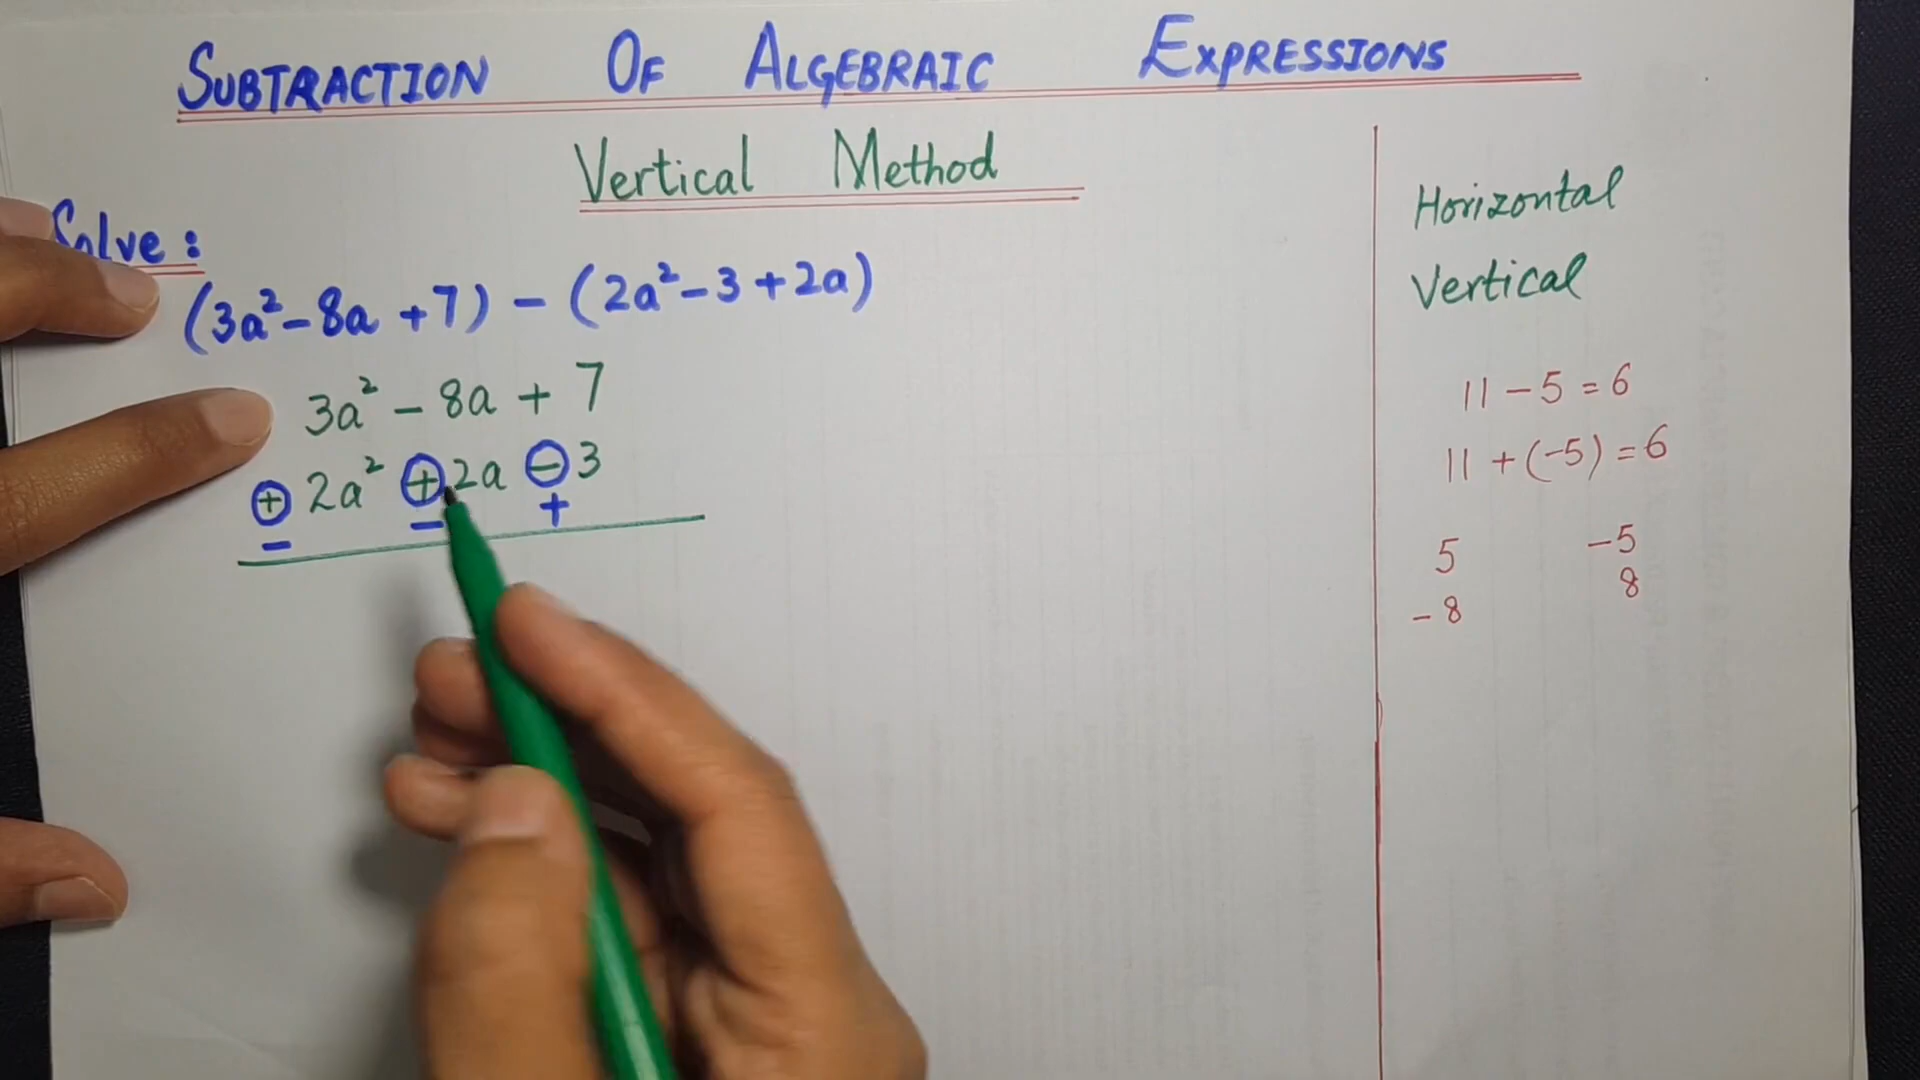 SUBTRACTION OF ALGEBRAIC EXPRESSIONS
Vertical Method
Solve :
(3a² - 8a + 7) - (2a² - 3 + 2a)
3a² - 8a + 7
⊕ 2a² ⊕ 2a ⊖ 3
- - +
Horizontal
Vertical
11 - 5 = 6
11 + (-5) = 6
5 -5
-8 8